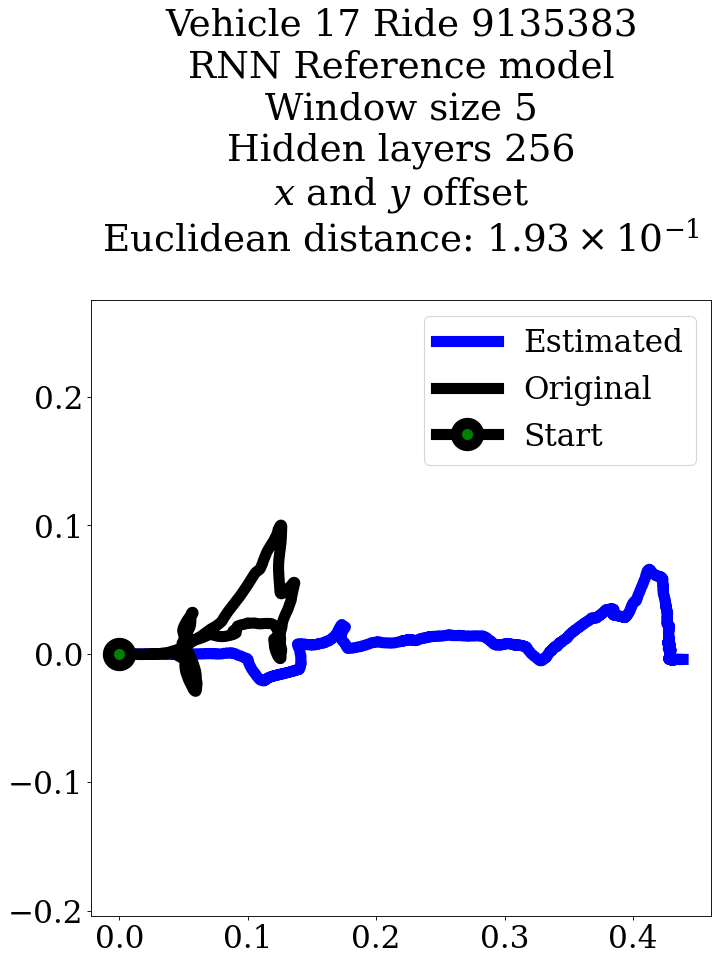 Vehicle 17 Ride 9135383
RNN Reference model
Window size 5
Hidden layers 256
x and y offset
Euclidean distance: 1.93 × 10⁻¹
Estimated
Original
Start
0.2
0.1
0.0
−0.1
−0.2
0.0 0.1 0.2 0.3 0.4